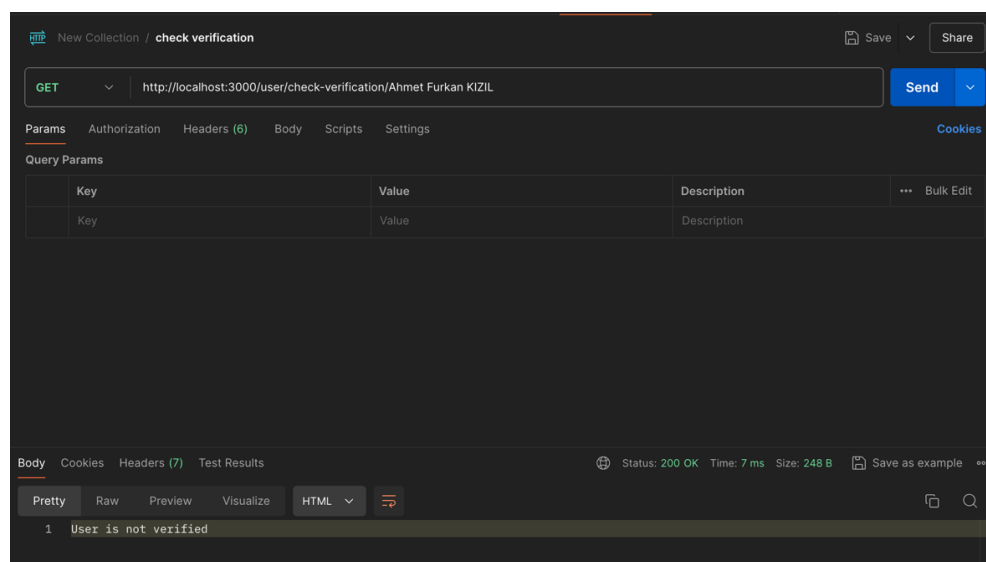 HTTP New Collection / check verification Save Share
GET http://localhost:3000/user/check-verification/Ahmet Furkan KIZIL Send
Params Authorization Headers (6) Body Scripts Settings Cookies
Query Params
Key Value Description ••• Bulk Edit
Key Value Description
Body Cookies Headers (7) Test Results Status: 200 OK Time: 7 ms Size: 248 B Save as example
Pretty Raw Preview Visualize HTML
1 User is not verified